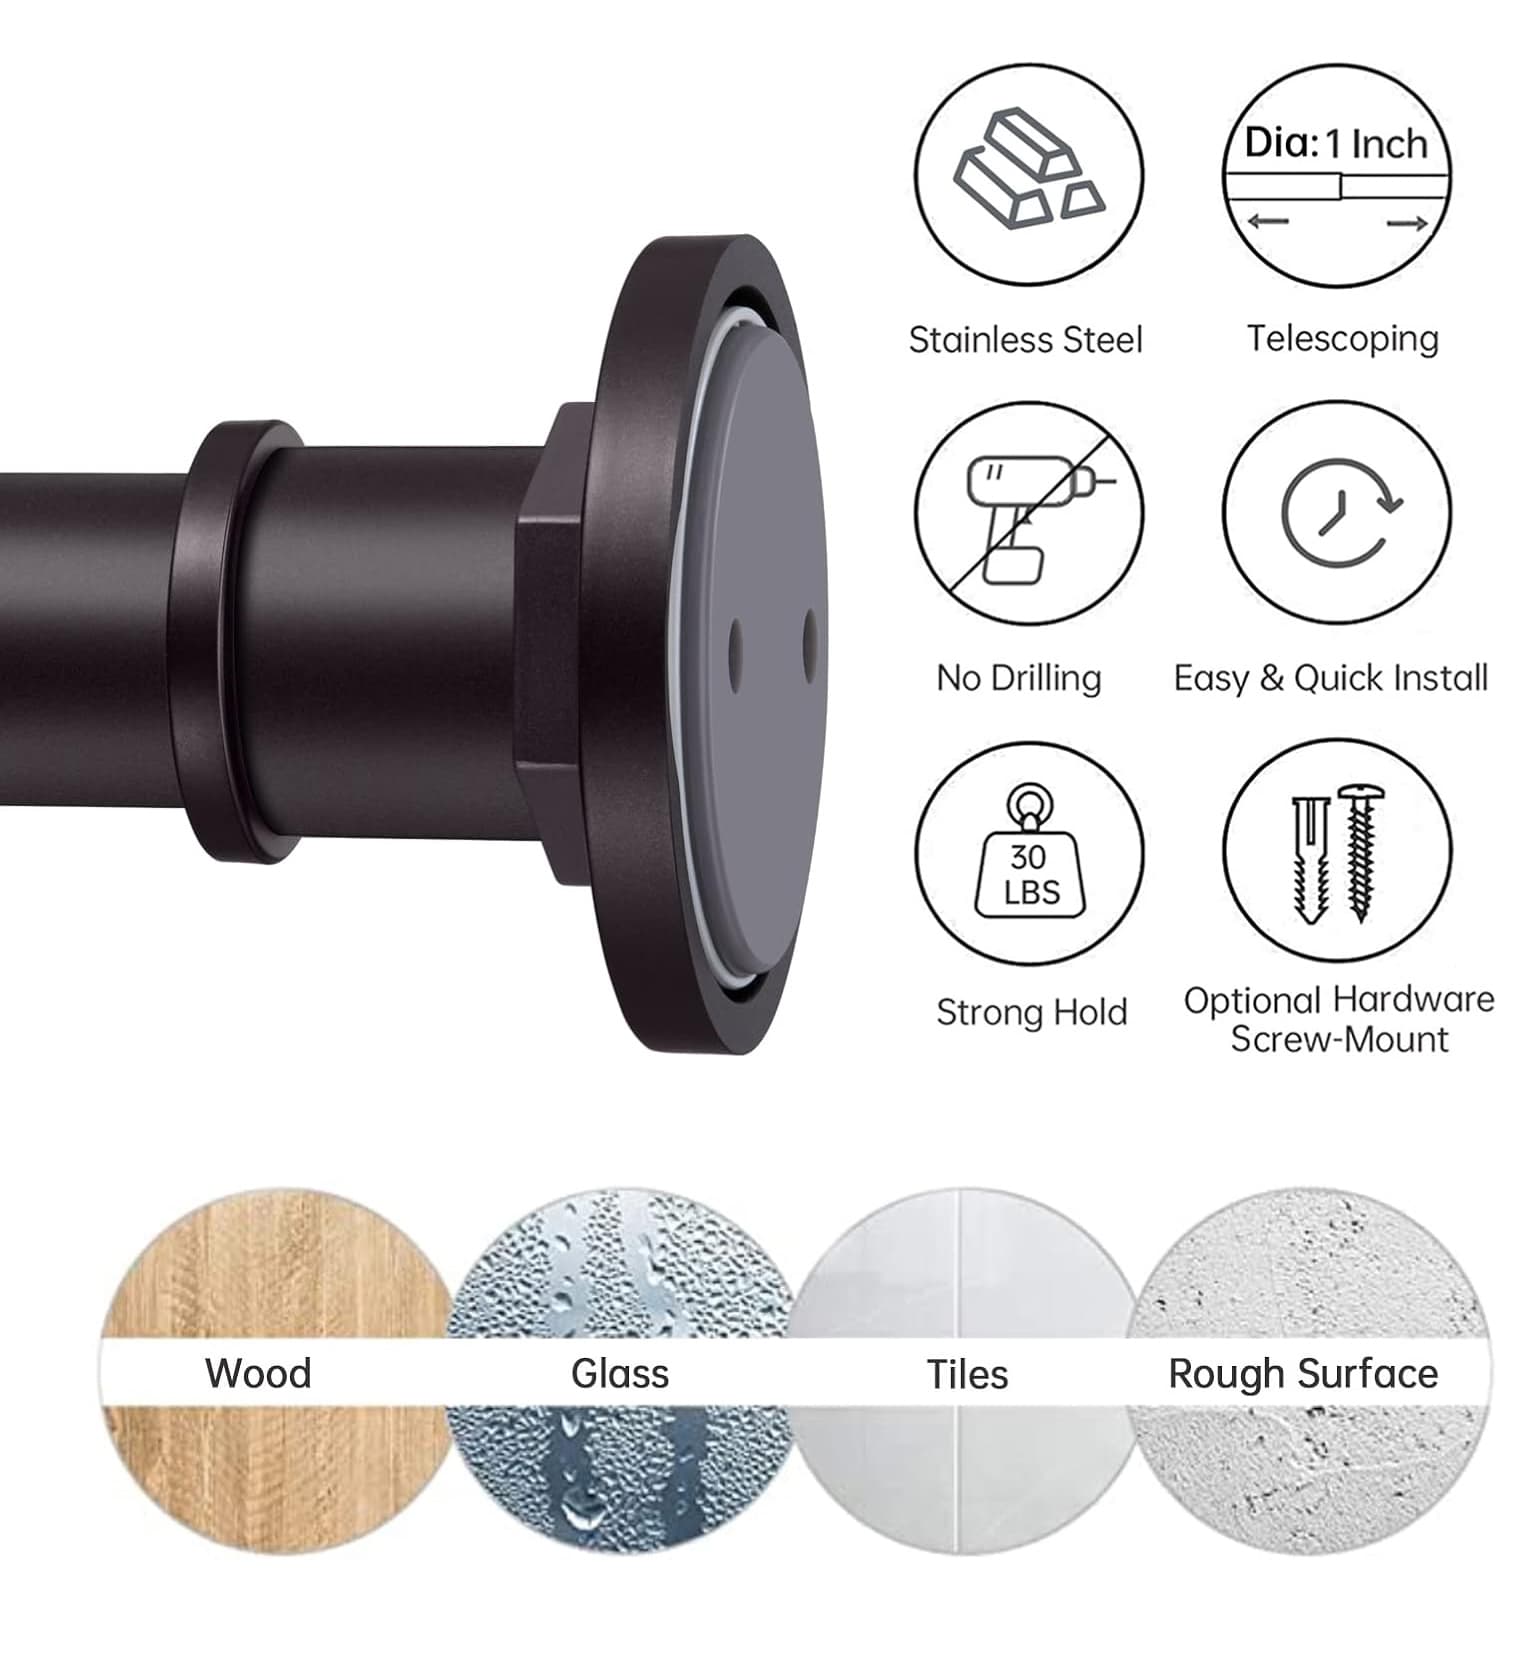 Dia: 1 Inch
Stainless Steel
Telescoping
No Drilling
Easy & Quick Install
30
LBS
Strong Hold
Optional Hardware
Screw-Mount
Wood
Glass
Tiles
Rough Surface